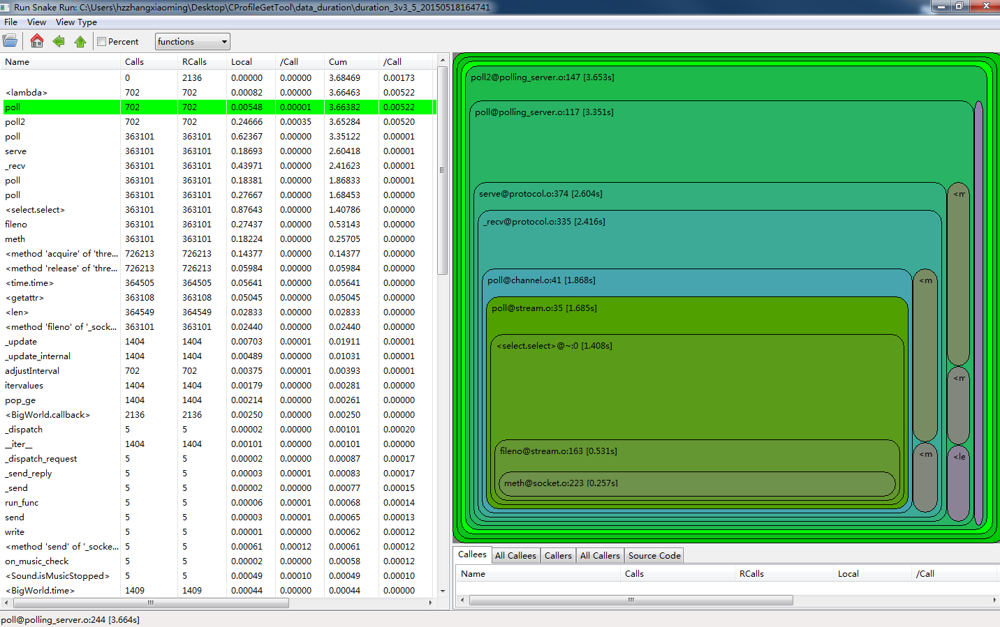 Run Snake Run: C:\Users\hzzhangxiaoming\Desktop\CProfileGetTool\data_duration\duration_3v3_5_20150518164741
File View View Type
Percent functions
Name Calls RCalls Local /Call Cum /Call
0 2136 0.00000 0.00000 3.68469 0.00173
<lambda> 702 702 0.00082 0.00000 3.66463 0.00522
poll 702 702 0.00548 0.00001 3.66382 0.00522
poll2 702 702 0.24666 0.00035 3.65284 0.00520
poll 363101 363101 0.62367 0.00000 3.35122 0.00001
serve 363101 363101 0.18693 0.00000 2.60418 0.00001
_recv 363101 363101 0.43971 0.00000 2.41623 0.00001
poll 363101 363101 0.18381 0.00000 1.86833 0.00001
poll 363101 363101 0.27667 0.00000 1.68453 0.00000
<select.select> 363101 363101 0.87643 0.00000 1.40786 0.00000
fileno 363101 363101 0.27437 0.00000 0.53143 0.00000
meth 363101 363101 0.18224 0.00000 0.25705 0.00000
<method 'acquire' of 'thre... 726213 726213 0.14377 0.00000 0.14377 0.00000
<method 'release' of 'thre... 726213 726213 0.05984 0.00000 0.05984 0.00000
<time.time> 364505 364505 0.05641 0.00000 0.05641 0.00000
<getattr> 363108 363108 0.05045 0.00000 0.05045 0.00000
<len> 364549 364549 0.02833 0.00000 0.02833 0.00000
<method 'fileno' of '_sock... 363101 363101 0.02440 0.00000 0.02440 0.00000
_update 1404 1404 0.00703 0.00001 0.01911 0.00001
_update_internal 1404 1404 0.00489 0.00000 0.01031 0.00001
adjustInterval 702 702 0.00375 0.00001 0.00393 0.00001
itervalues 1404 1404 0.00179 0.00000 0.00281 0.00000
pop_ge 1404 1404 0.00214 0.00000 0.00261 0.00000
<BigWorld.callback> 2136 2136 0.00250 0.00000 0.00250 0.00000
_dispatch 5 5 0.00002 0.00000 0.00101 0.00020
__iter__ 1404 1404 0.00101 0.00000 0.00101 0.00000
_dispatch_request 5 5 0.00002 0.00000 0.00087 0.00017
_send_reply 5 5 0.00003 0.00001 0.00083 0.00017
_send 5 5 0.00002 0.00000 0.00077 0.00015
run_func 5 5 0.00006 0.00001 0.00068 0.00014
send 5 5 0.00003 0.00001 0.00065 0.00013
write 5 5 0.00001 0.00000 0.00062 0.00012
<method 'send' of '_socke... 5 5 0.00061 0.00012 0.00061 0.00012
on_music_check 5 5 0.00002 0.00000 0.00058 0.00012
<Sound.isMusicStopped> 5 5 0.00049 0.00010 0.00049 0.00010
<BigWorld.time> 1409 1409 0.00044 0.00000 0.00044 0.00000
poll2@polling_server.o:147 [3.653s]
poll@polling_server.o:117 [3.351s]
serve@protocol.o:374 [2.604s]
<m
_recv@protocol.o:335 [2.416s]
poll@channel.o:41 [1.868s]
<m
poll@stream.o:35 [1.685s]
<select.select>@~:0 [1.408s]
<m
fileno@stream.o:163 [0.531s]
<m
<le
meth@socket.o:223 [0.257s]
Callees All Callees Callers All Callers Source Code
Name Calls RCalls Local /Call
poll@polling_server.o:244 [3.664s]